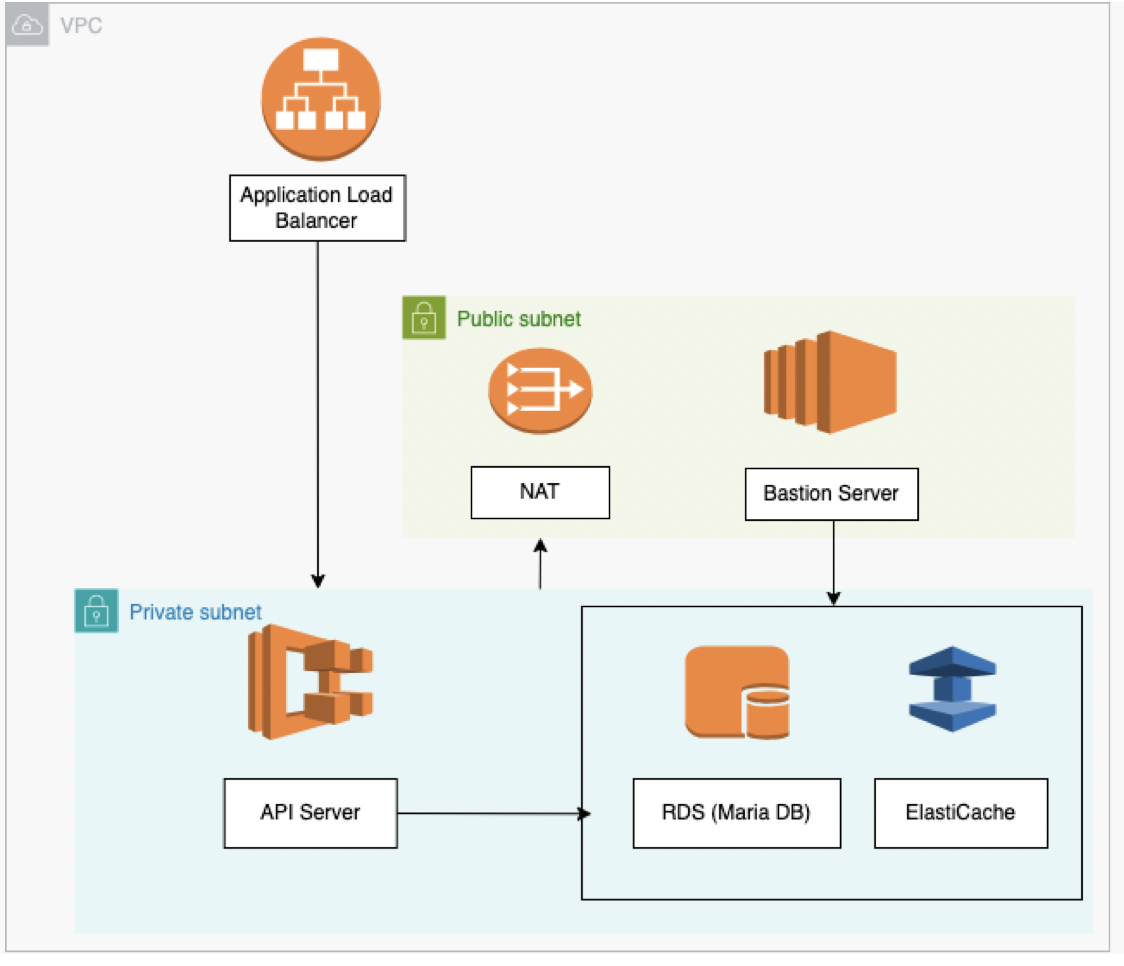 VPC
Application Load
Balancer
Public subnet
NAT
Bastion Server
Private subnet
API Server
RDS (Maria DB)
ElastiCache